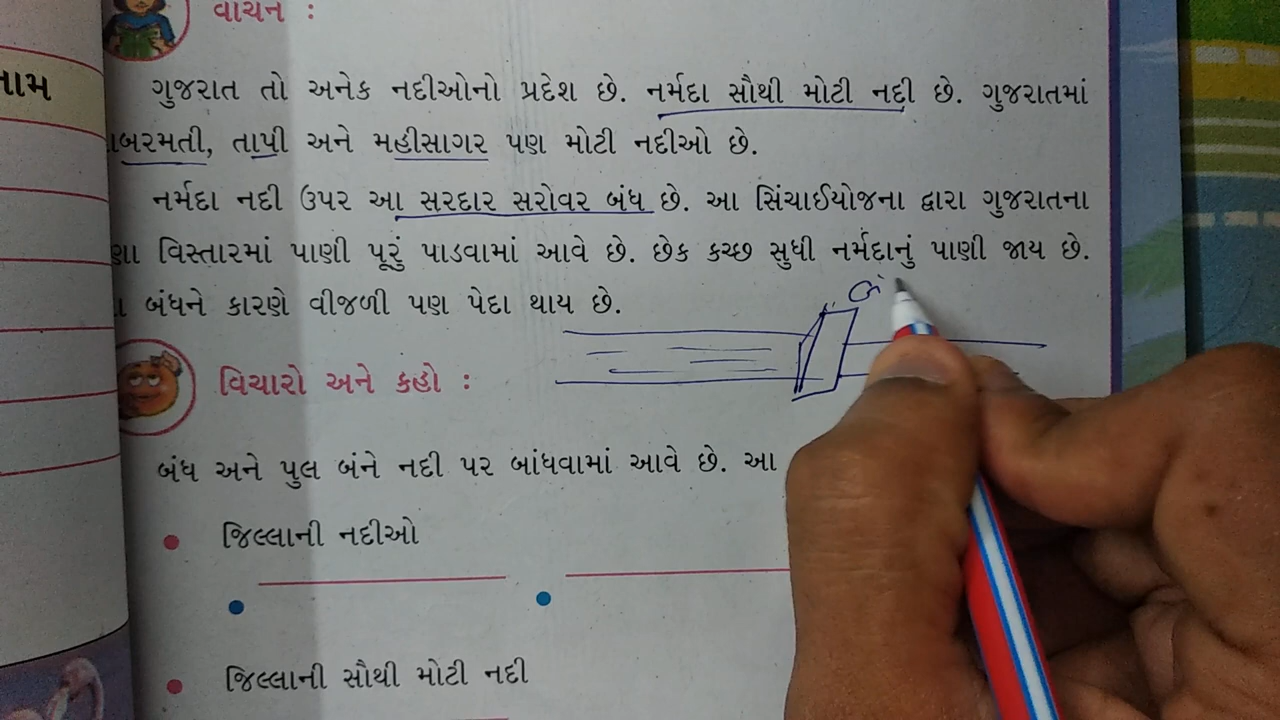 નામ
વાચન :
ગુજરાત તો અનેક નદીઓનો પ્રદેશ છે. નર્મદા સૌથી મોટી નદી છે. ગુજરાતમાં
બરમતી, તાપી અને મહીસાગર પણ મોટી નદીઓ છે.
નર્મદા નદી ઉપર આ સરદાર સરોવર બંધ છે. આ સિંચાઈયોજના દ્વારા ગુજરાતના
ણા વિસ્તારમાં પાણી પૂરું પાડવામાં આવે છે. છેક કચ્છ સુધી નર્મદાનું પાણી જાય છે.
બંધને કારણે વીજળી પણ પેદા થાય છે.
વિચારો અને કહો :
બંધ અને પુલ બંને નદી પર બાંધવામાં આવે છે. આ
જિલ્લાની નદીઓ
જિલ્લાની સૌથી મોટી નદી